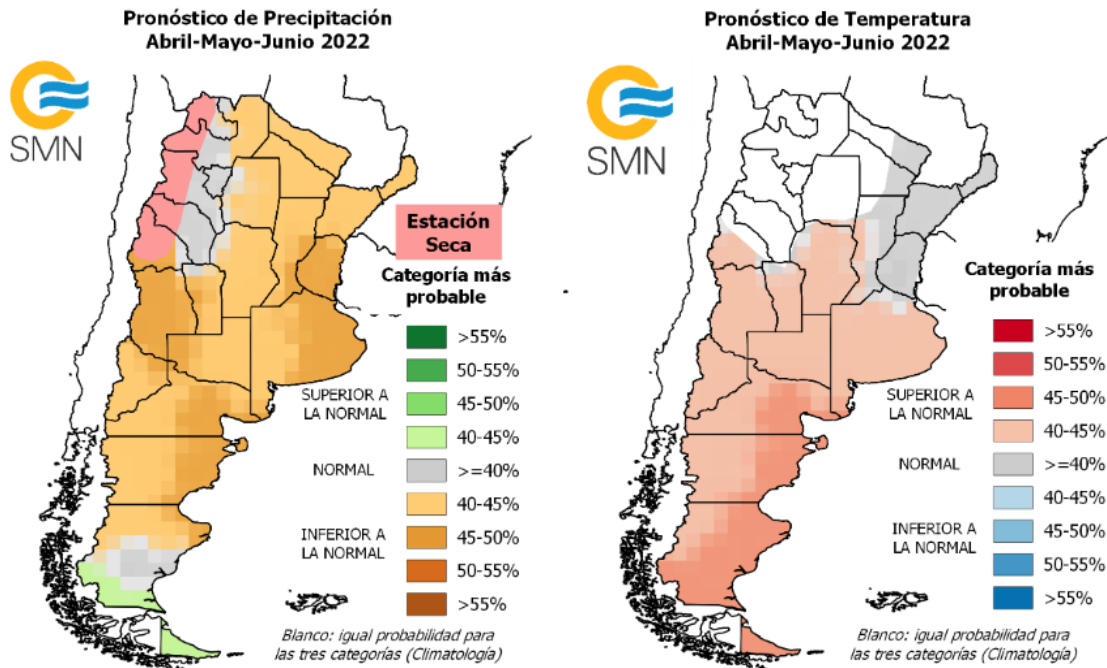 Pronóstico de Precipitación
Abril-Mayo-Junio 2022
SMN
Estación
Seca
Categoría más
probable
>55%
50-55%
45-50%
40-45%
>=40%
40-45%
45-50%
50-55%
>55%
SUPERIOR A
LA NORMAL
NORMAL
INFERIOR A
LA NORMAL
Blanco: igual probabilidad para
las tres categorías (Climatología)
Pronóstico de Temperatura
Abril-Mayo-Junio 2022
SMN
Categoría más
probable
>55%
50-55%
45-50%
40-45%
>=40%
40-45%
45-50%
50-55%
>55%
SUPERIOR A
LA NORMAL
NORMAL
INFERIOR A
LA NORMAL
Blanco: igual probabilidad para
las tres categorías (Climatología)